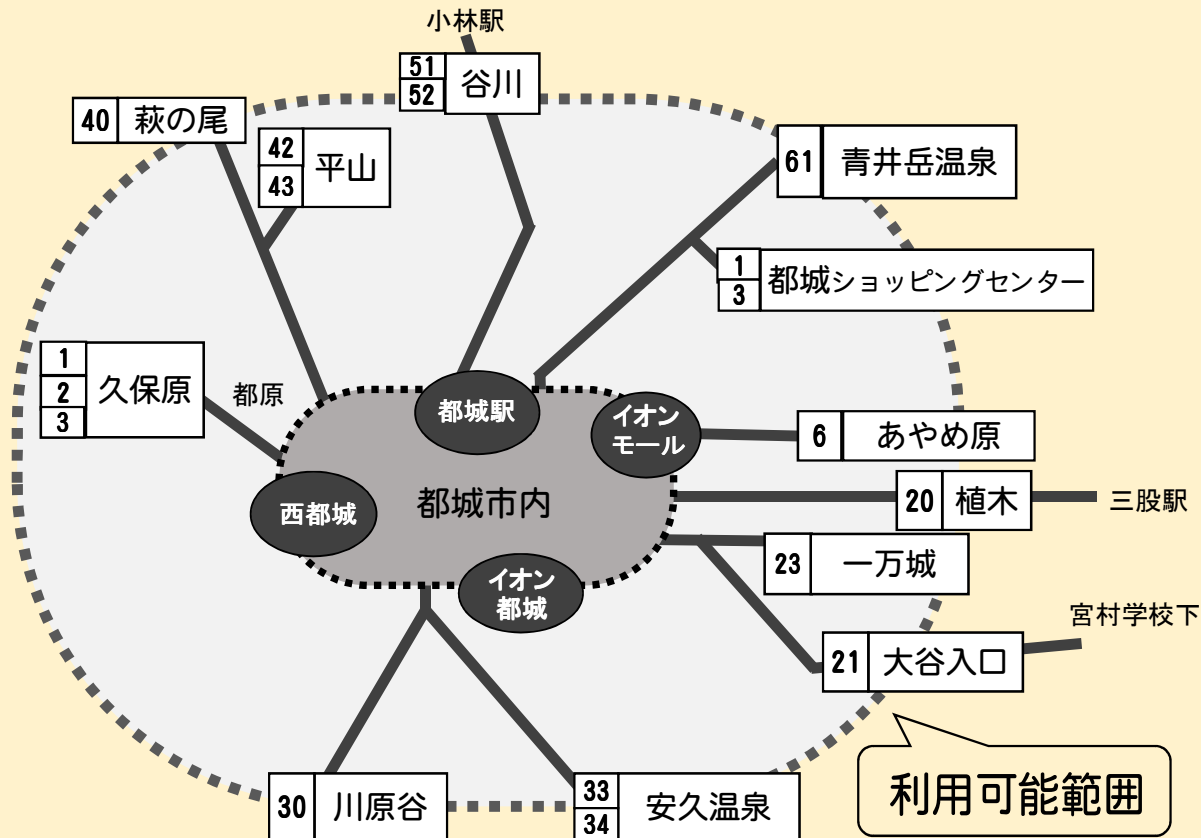 小林駅
51
52
谷川
40
萩の尾
42
43
平山
61
青井岳温泉
1
3
都城ショッピングセンター
1
2
3
久保原
都原
都城駅
イオン
モール
6
あやめ原
西都城
都城市内
20
植木
三股駅
23
一万城
イオン
都城
宮村学校下
21
大谷入口
30
川原谷
33
34
安久温泉
利用可能範囲